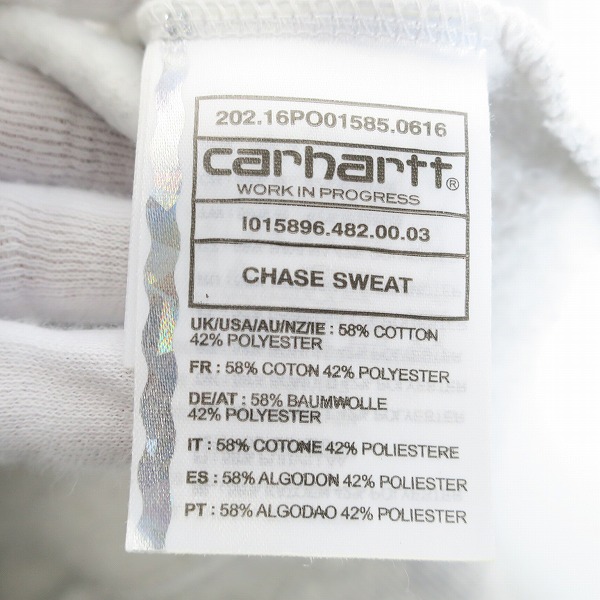 202.16PO01585.0616
carhartt®
WORK IN PROGRESS
I015896.482.00.03
CHASE SWEAT
UK/USA/AU/NZ/IE : 58% COTTON
42% POLYESTER
FR : 58% COTON 42% POLYESTER
DE/AT : 58% BAUMWOLLE
42% POLYESTER
IT : 58% COTONE 42% POLIESTERE
ES : 58% ALGODON 42% POLYESTER
PT : 58% ALGODAO 42% POLIESTER